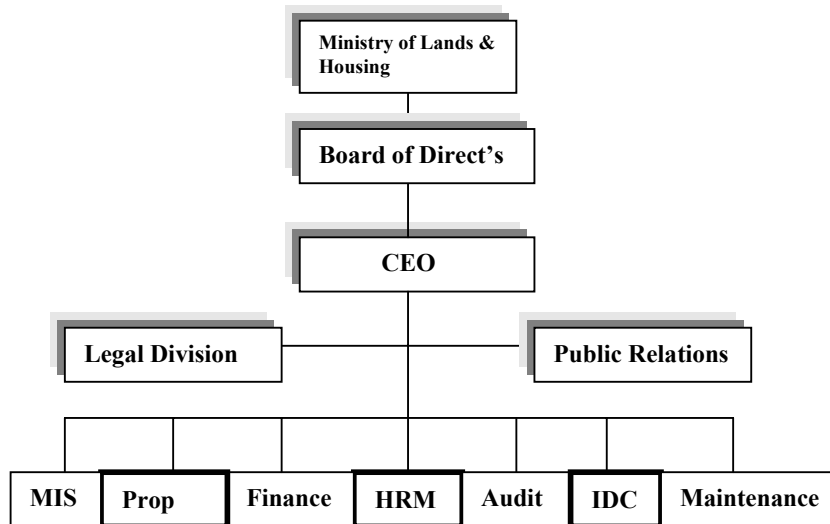 Ministry of Lands &
Housing
Board of Direct’s
CEO
Legal Division
Public Relations
MIS
Prop
Finance
HRM
Audit
IDC
Maintenance